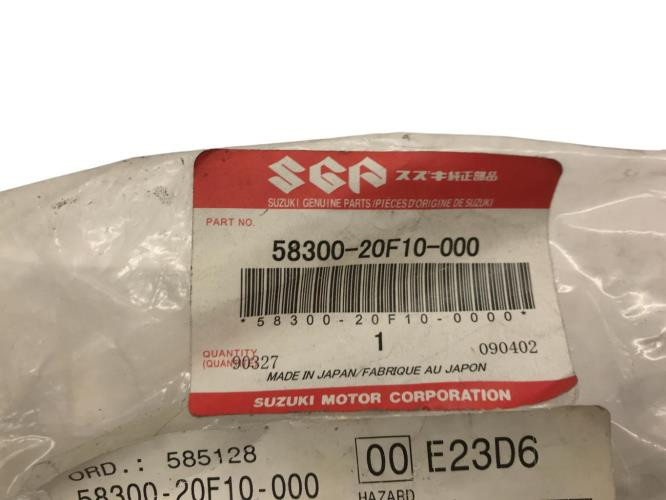 SGP スズキ純正部品
SUZUKI GENUINE PARTS/PIÈCES D'ORIGINE DE SUZUKI
PART NO.
58300-20F10-000
*58300-20F10-0000*
1
QUANTITY
(QUANTITÉ)
90327
090402
MADE IN JAPAN/FABRIQUE AU JAPON
SUZUKI MOTOR CORPORATION
ORD.: 585128
00 E23D6
58300-20F10-000
HAZARD